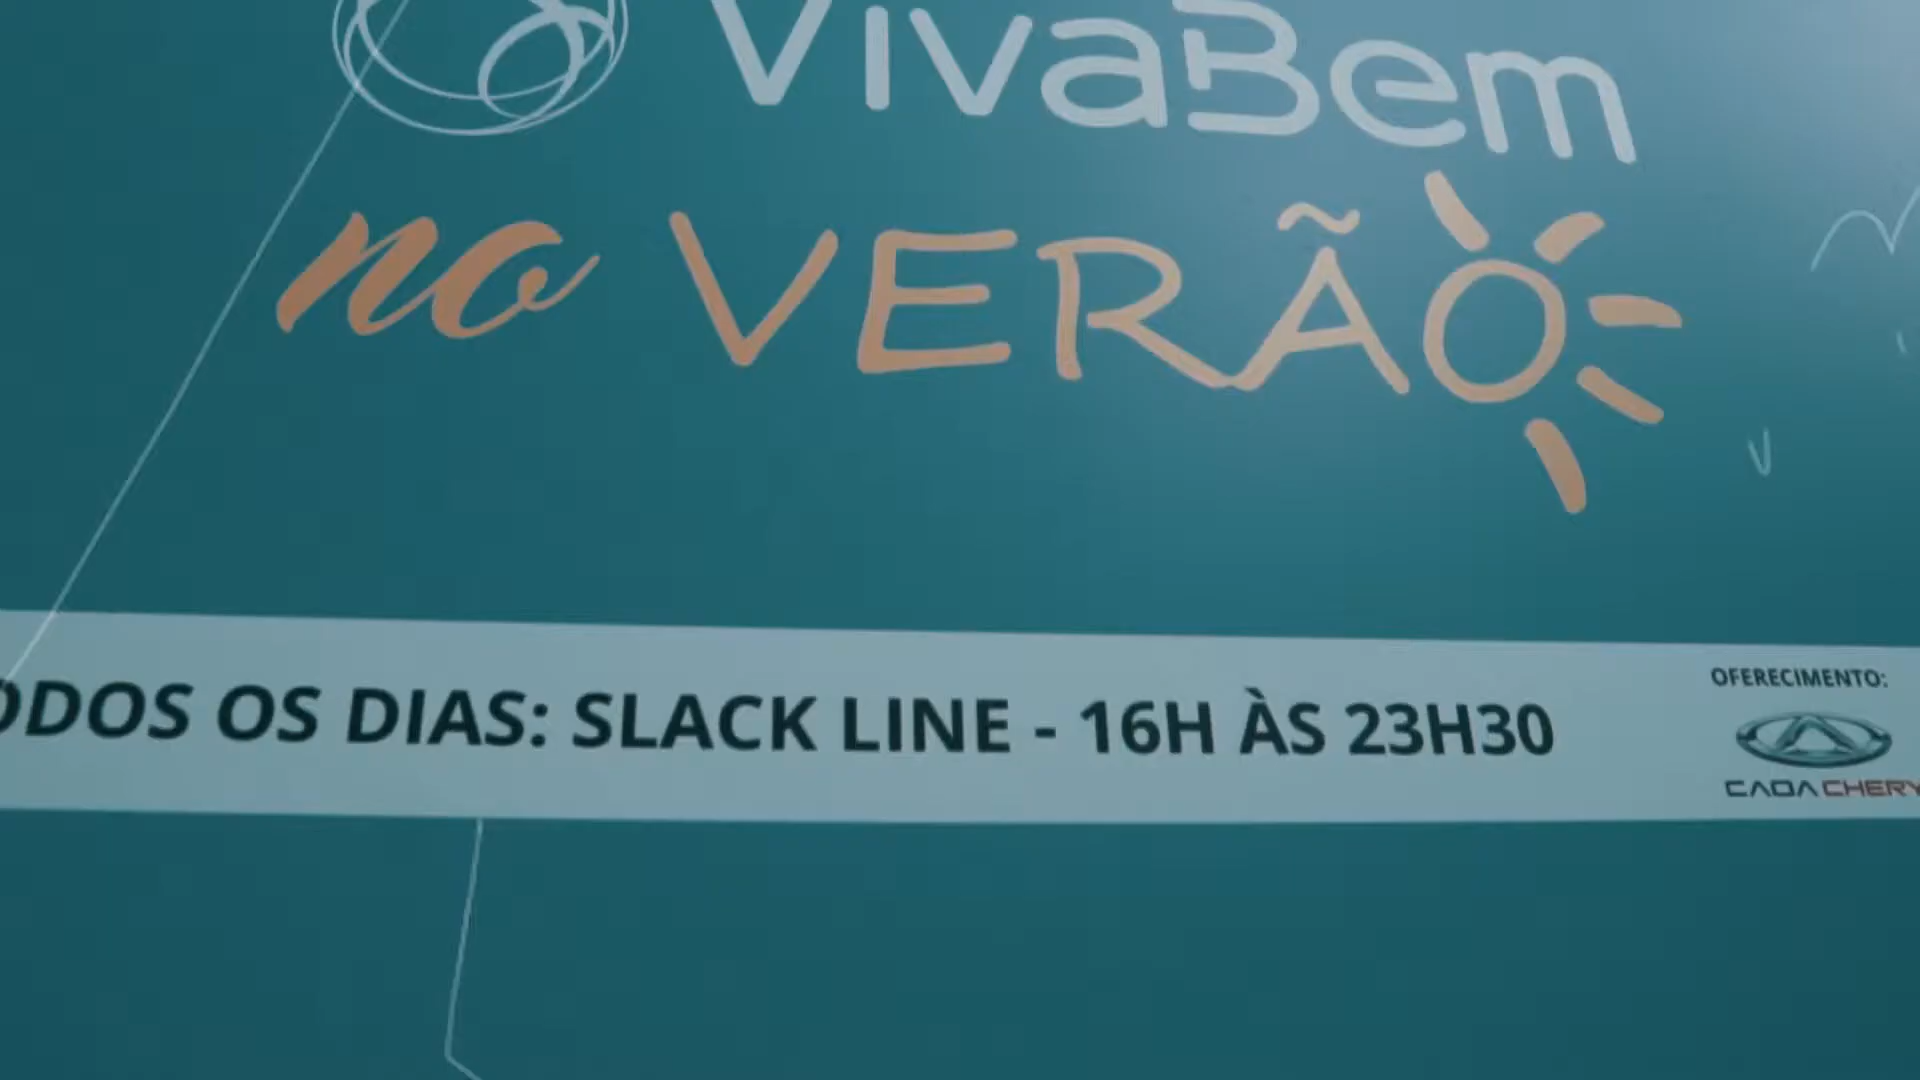 VivaBem
no VERÃO
ODOS OS DIAS: SLACK LINE - 16H ÀS 23H30
OFERECIMENTO:
CAOA CHERY